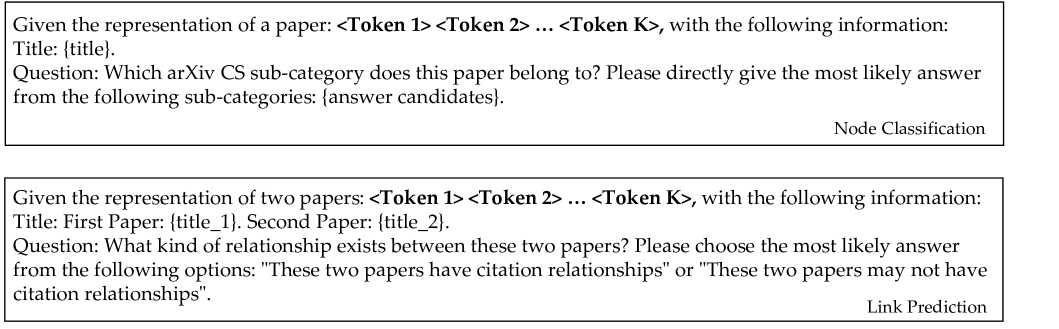 Given the representation of a paper: <Token 1> <Token 2> … <Token K>, with the following information:
Title: {title}.
Question: Which arXiv CS sub-category does this paper belong to? Please directly give the most likely answer
from the following sub-categories: {answer candidates}.
Node Classification
Given the representation of two papers: <Token 1> <Token 2> … <Token K>, with the following information:
Title: First Paper: {title_1}. Second Paper: {title_2}.
Question: What kind of relationship exists between these two papers? Please choose the most likely answer
from the following options: "These two papers have citation relationships" or "These two papers may not have
citation relationships".
Link Prediction